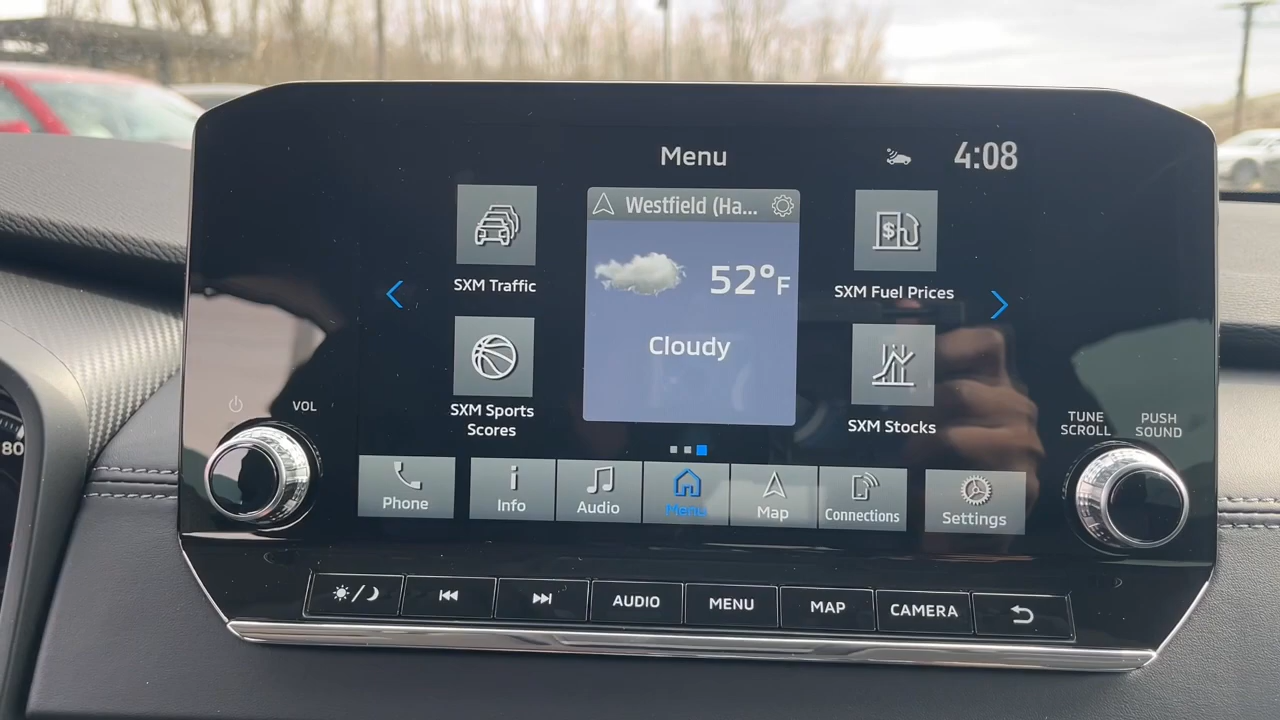 Menu
4:08
Westfield (Ha...
52°F
Cloudy
SXM Traffic
SXM Sports
Scores
SXM Fuel Prices
SXM Stocks
VOL
TUNE
SCROLL
PUSH
SOUND
80
Phone
Info
Audio
Menu
Map
Connections
Settings
AUDIO
MENU
MAP
CAMERA